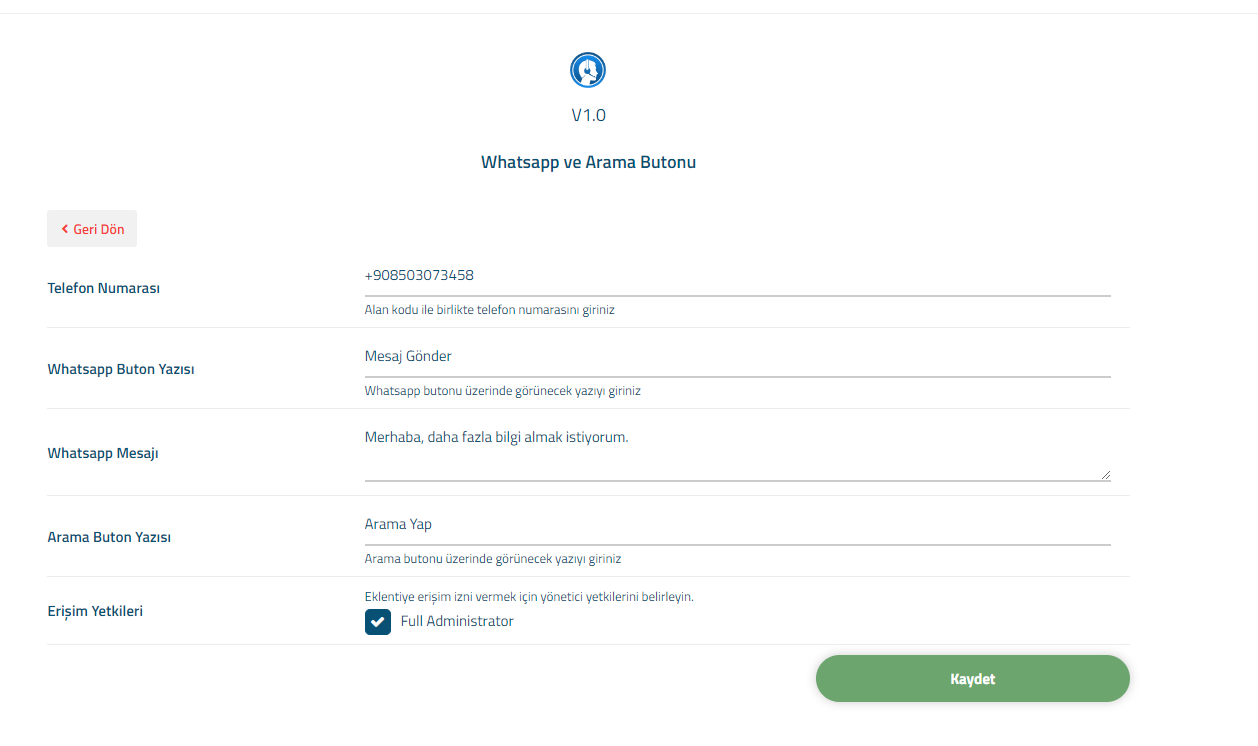 V1.0
Whatsapp ve Arama Butonu
Geri Dön
Telefon Numarası
+908503073458
Alan kodu ile birlikte telefon numarasını giriniz
Whatsapp Buton Yazısı
Mesaj Gönder
Whatsapp butonu üzerinde görünecek yazıyı giriniz
Whatsapp Mesajı
Merhaba, daha fazla bilgi almak istiyorum.
Arama Buton Yazısı
Arama Yap
Arama butonu üzerinde görünecek yazıyı giriniz
Erişim Yetkileri
Eklentiye erişim izni vermek için yönetici yetkilerini belirleyin.
Full Administrator
Kaydet